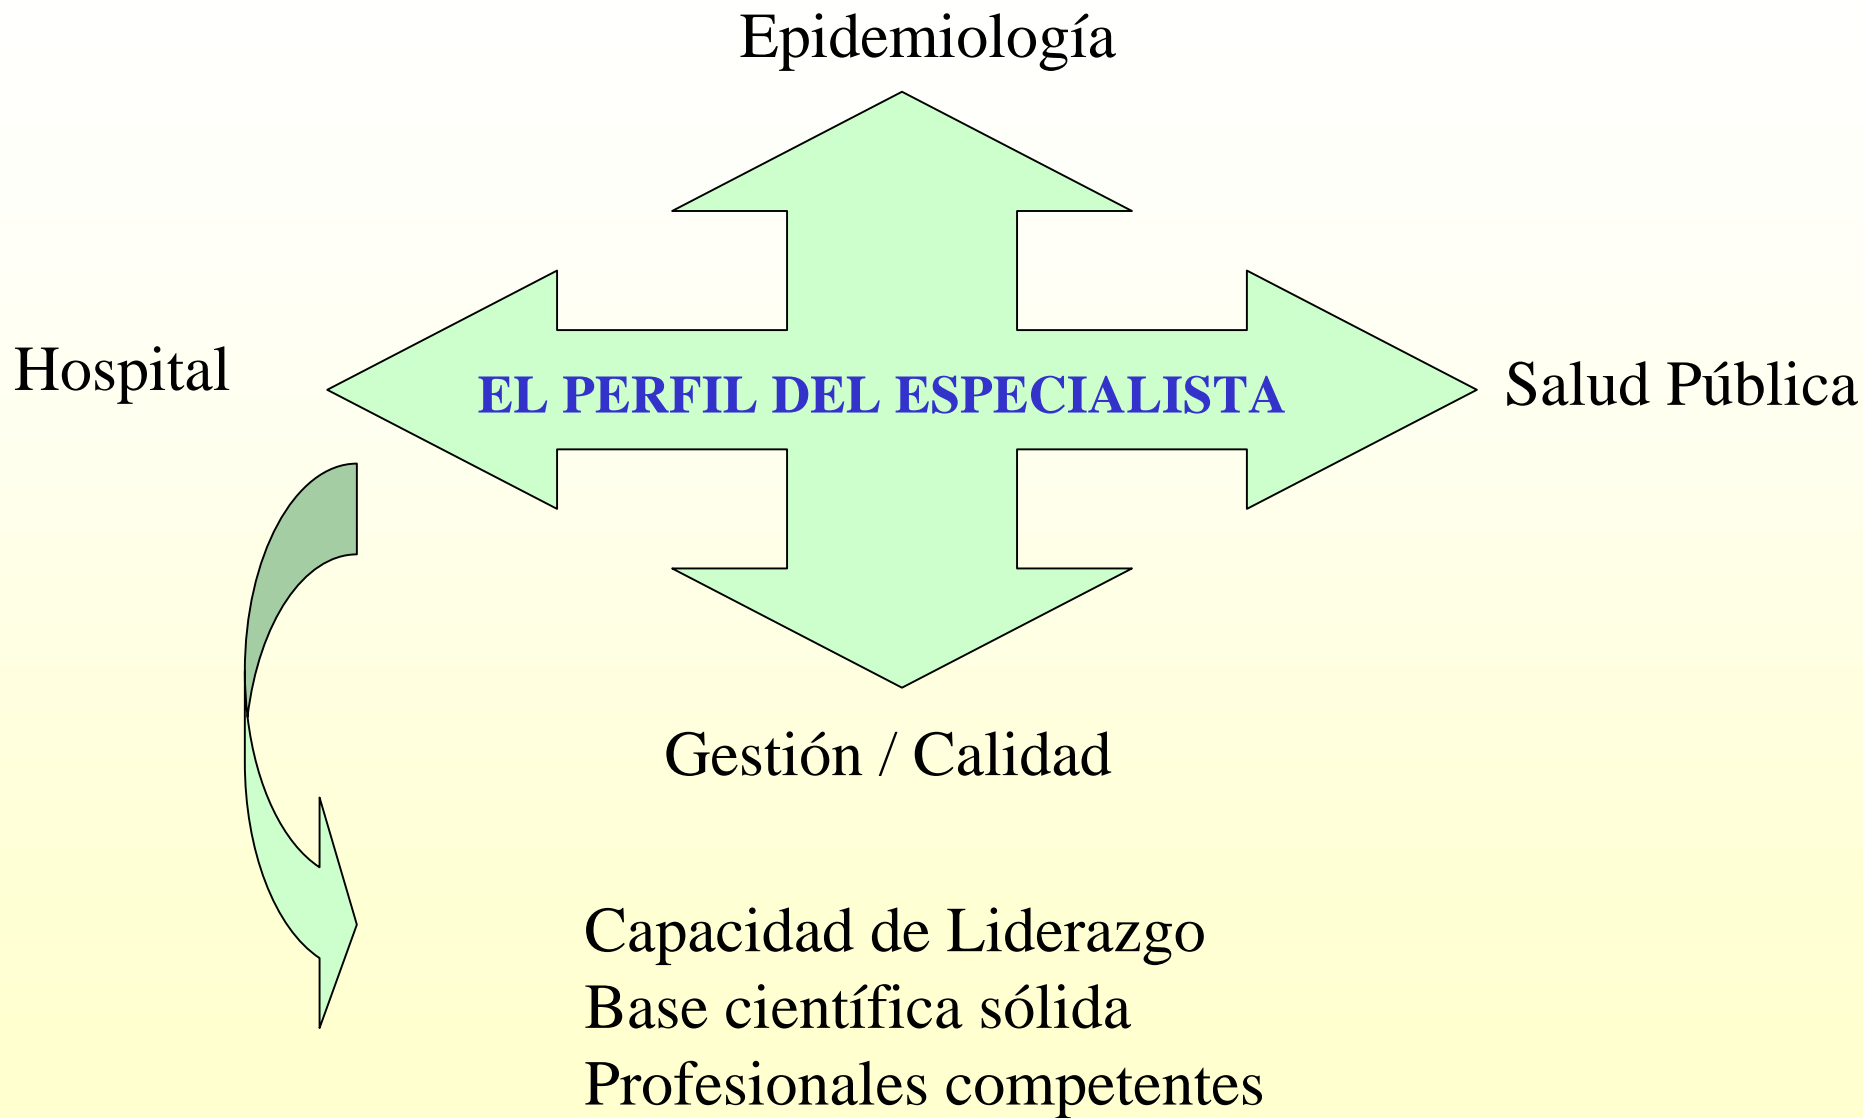 Epidemiología
Hospital
EL PERFIL DEL ESPECIALISTA
Salud Pública
Gestión / Calidad
Capacidad de Liderazgo
Base científica sólida
Profesionales competentes